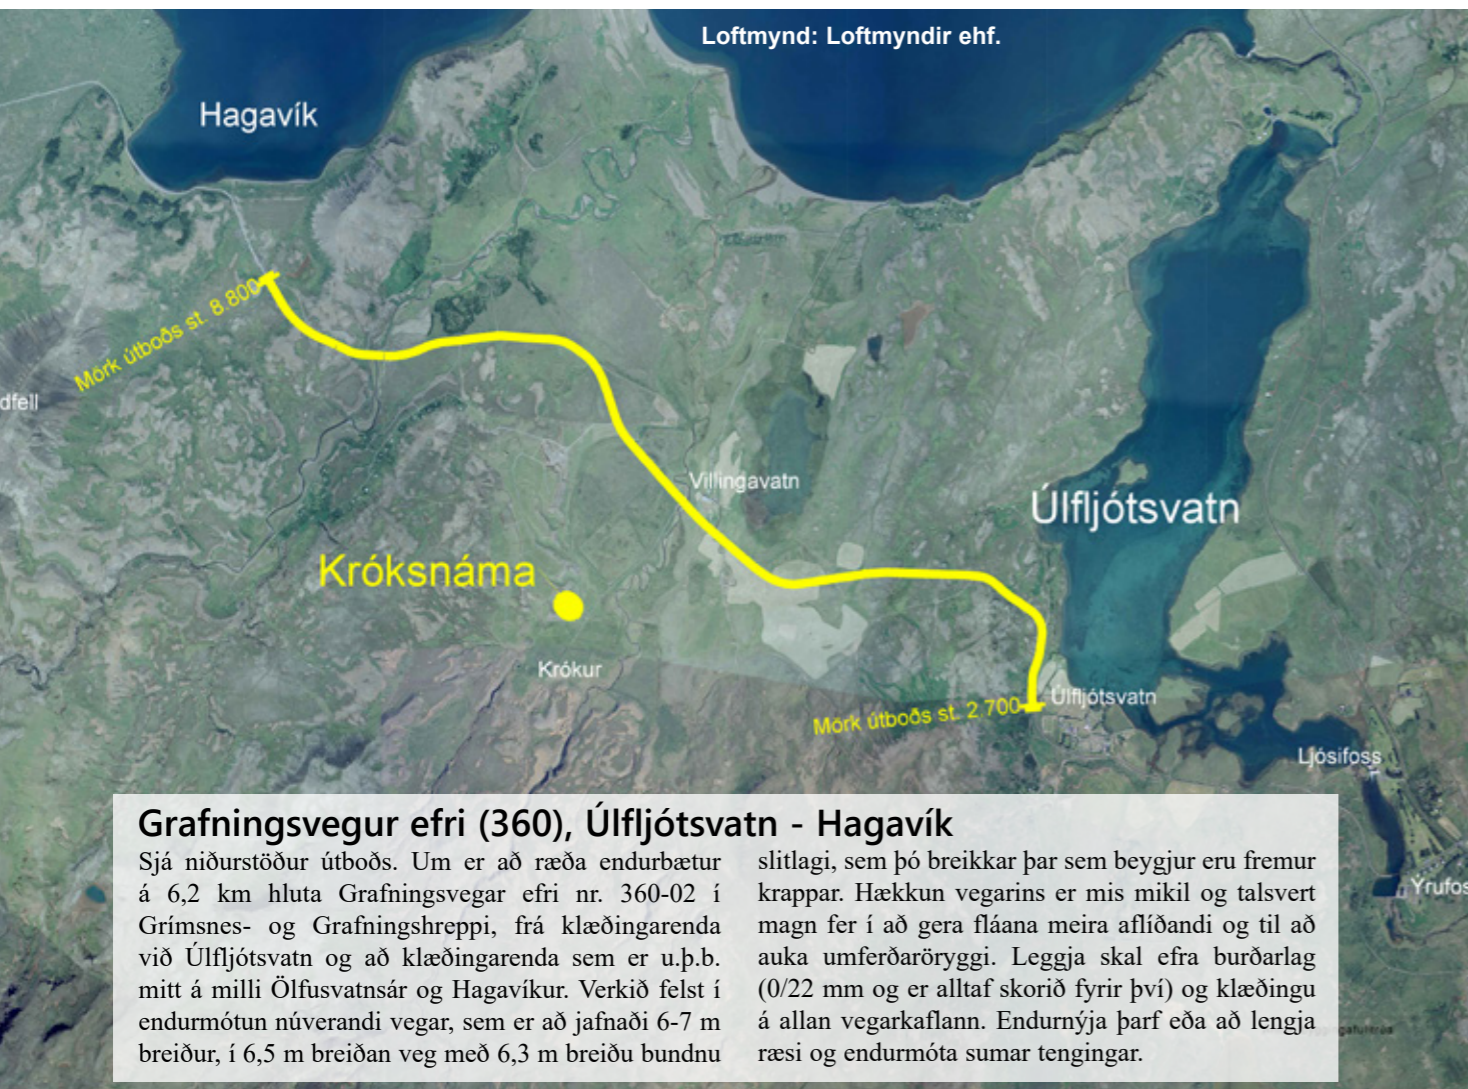 Loftmynd: Loftmyndir ehf.
Hagavík
Mörk útboðs st. 8.800
dfell
Villingavatn
Úlfljótsvatn
Króksnáma
Krókur
Úlfljótsvatn
Mörk útboðs st. 2.700
Ljósifoss
Ýrufos
Grafningsvegur efri (360), Úlfljótsvatn - Hagavík
Sjá niðurstöður útboðs. Um er að ræða endurbætur
á 6,2 km hluta Grafningsvegar efri nr. 360-02 í
Grímsnes- og Grafningshreppi, frá klæðingarenda
við Úlfljótsvatn og að klæðingarenda sem er u.þ.b.
mitt á milli Ölfusvatnsár og Hagavíkur. Verkið felst í
endurmótun núverandi vegar, sem er að jafnaði 6-7 m
breiður, í 6,5 m breiðan veg með 6,3 m breiðu bundnu
slitlagi, sem þó breikkar þar sem beygjur eru fremur
krappar. Hækkun vegarins er mis mikil og talsvert
magn fer í að gera fláana meira aflíðandi og til að
auka umferðaröryggi. Leggja skal efra burðarlag
(0/22 mm og er alltaf skorið fyrir því) og klæðingu
á allan vegarkaflann. Endurnýja þarf eða að lengja
ræsi og endurmóta sumar tengingar.